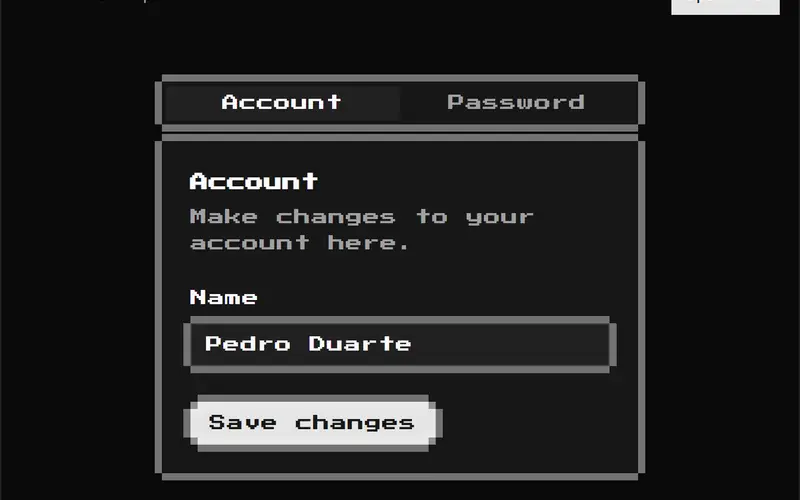 Account
Password
Account
Make changes to your
account here.
Name
Pedro Duarte
Save changes